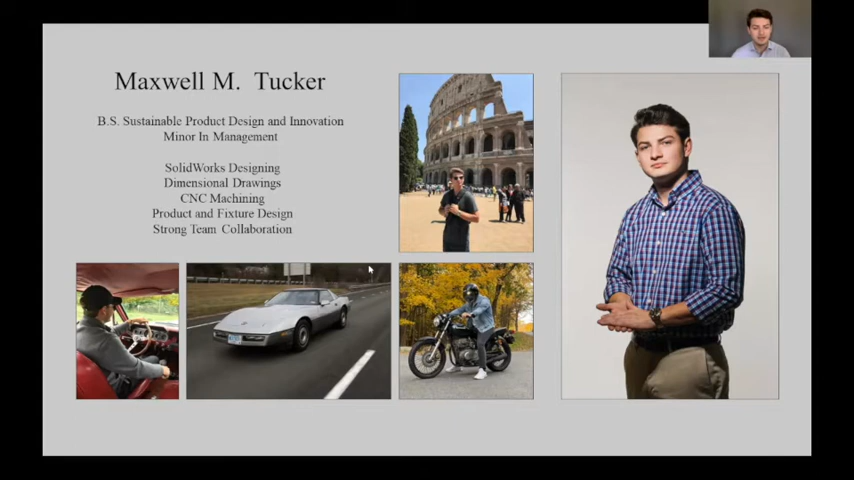 Maxwell M. Tucker
B.S. Sustainable Product Design and Innovation
Minor In Management
SolidWorks Designing
Dimensional Drawings
CNC Machining
Product and Fixture Design
Strong Team Collaboration